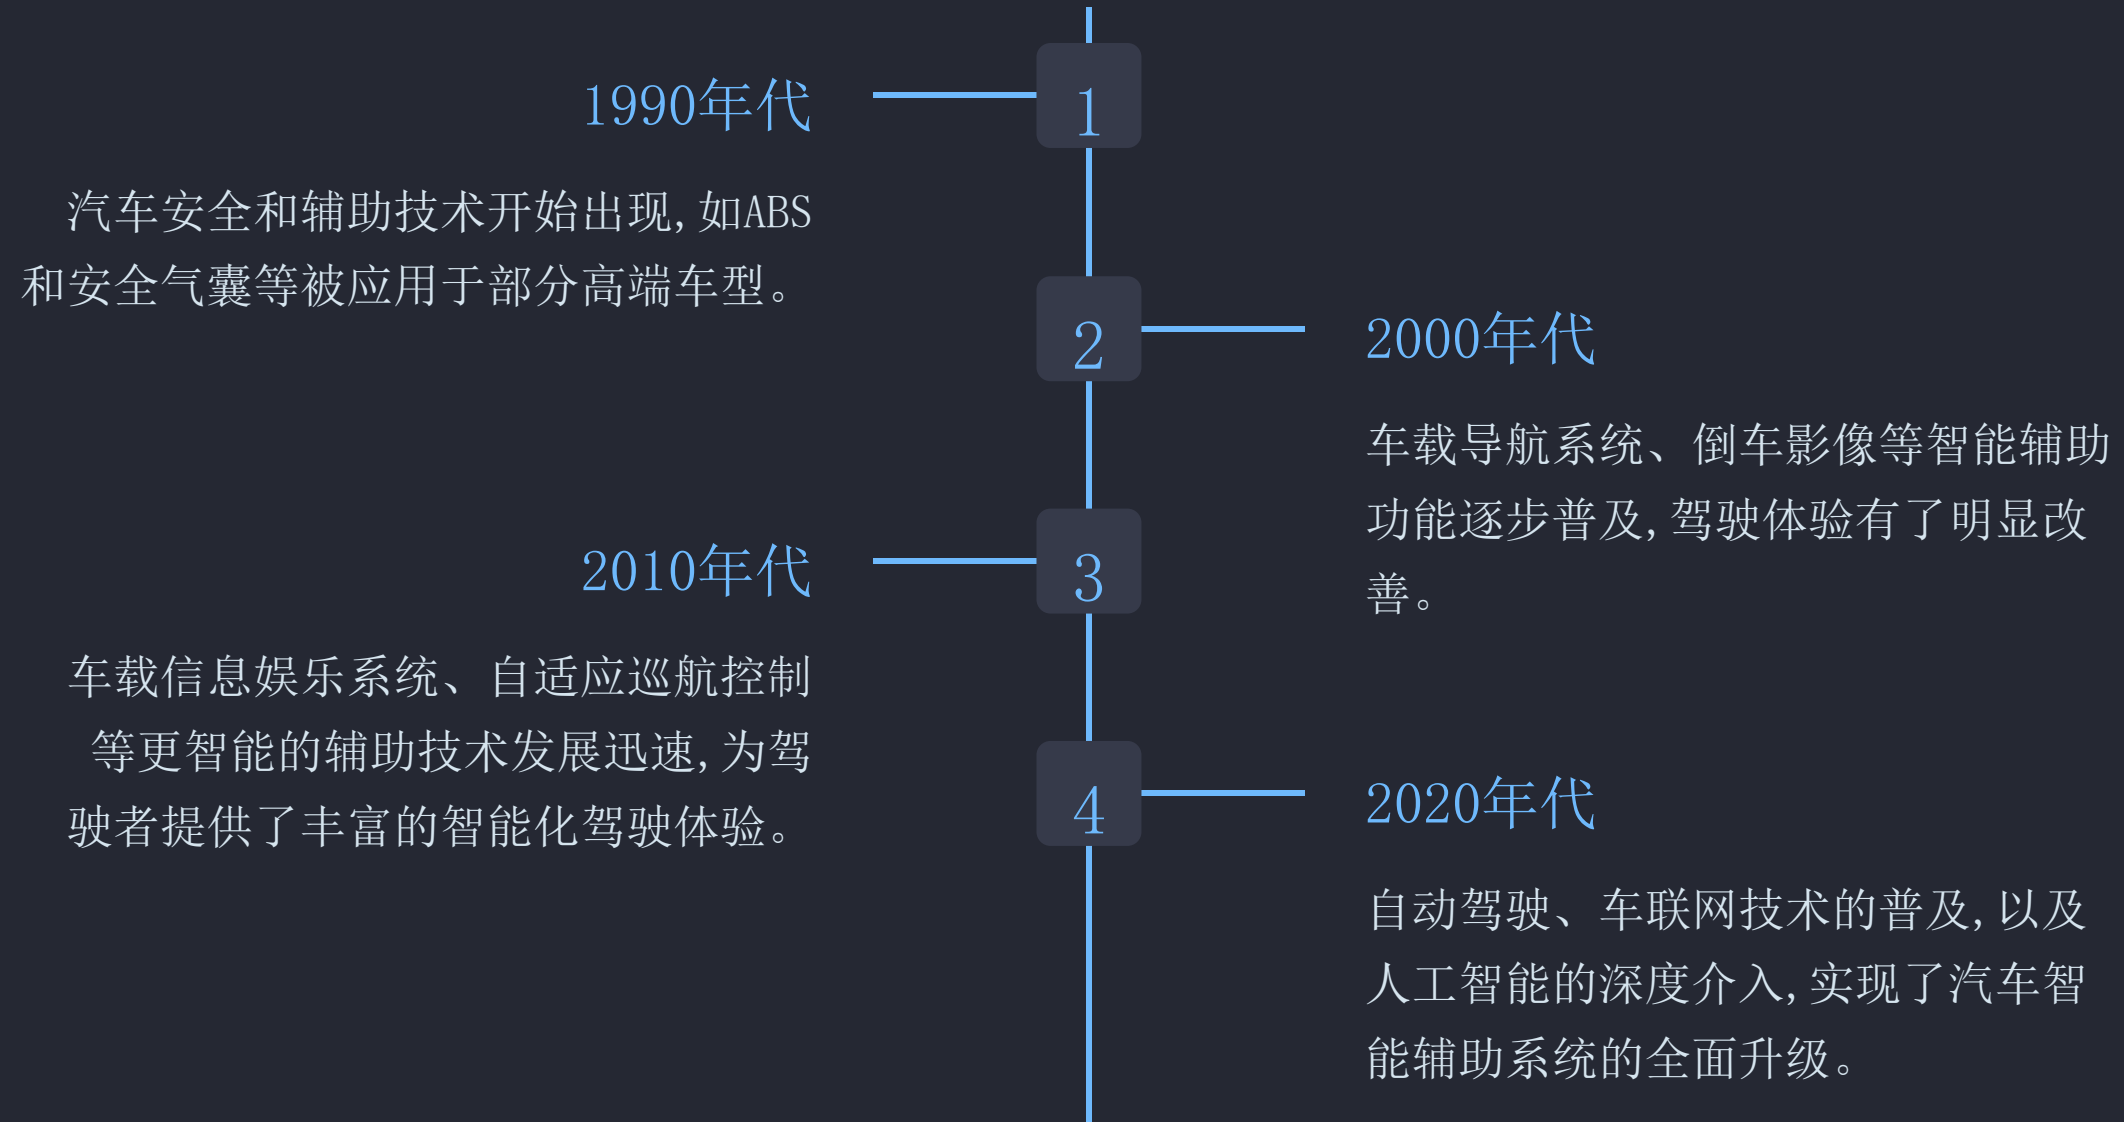 1
1990年代
汽车安全和辅助技术开始出现,如ABS
和安全气囊等被应用于部分高端车型。
2
2000年代
车载导航系统、倒车影像等智能辅助
功能逐步普及,驾驶体验有了明显改
善。
3
2010年代
车载信息娱乐系统、自适应巡航控制
等更智能的辅助技术发展迅速,为驾
驶者提供了丰富的智能化驾驶体验。
4
2020年代
自动驾驶、车联网技术的普及,以及
人工智能的深度介入,实现了汽车智
能辅助系统的全面升级。